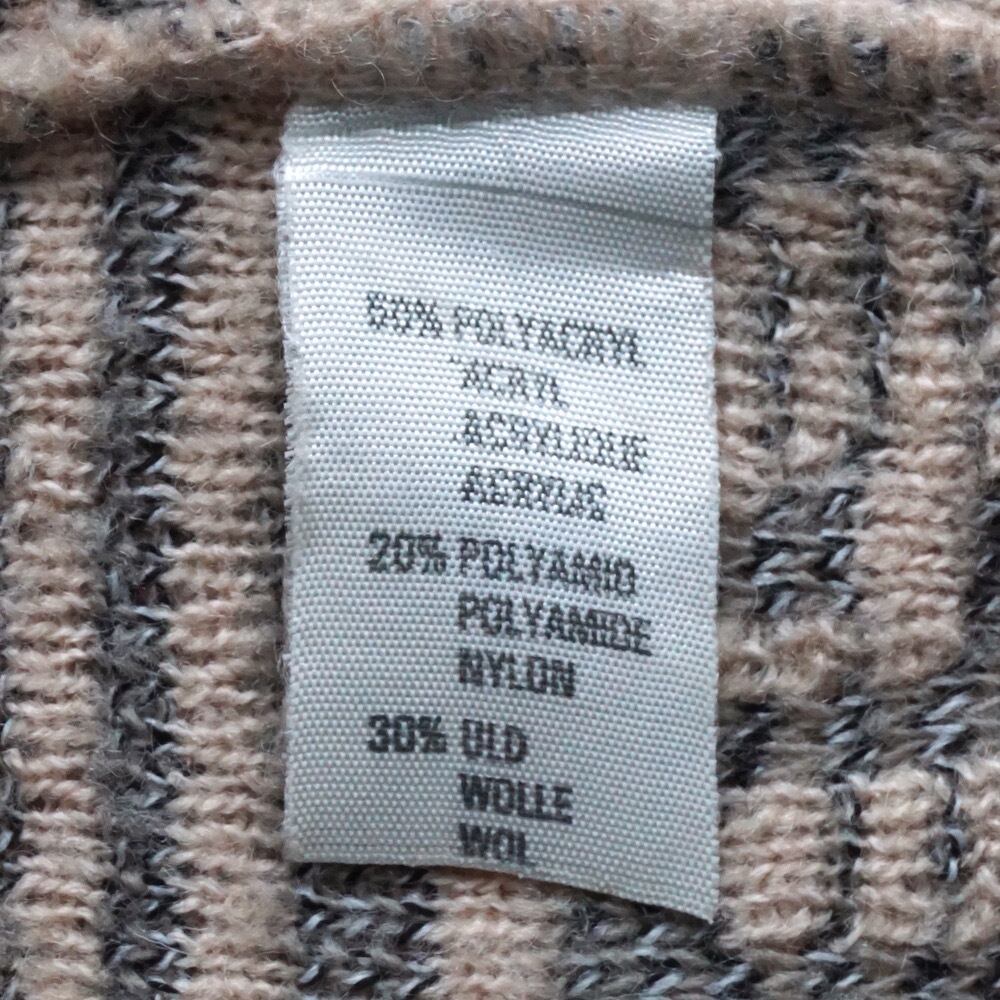 50% POLYACRYL
ACRYL
ACRYLIQUE
ACRYLIC
20% POLYAMID
POLYAMIDE
NYLON
30% ULD
WOLLE
WOL